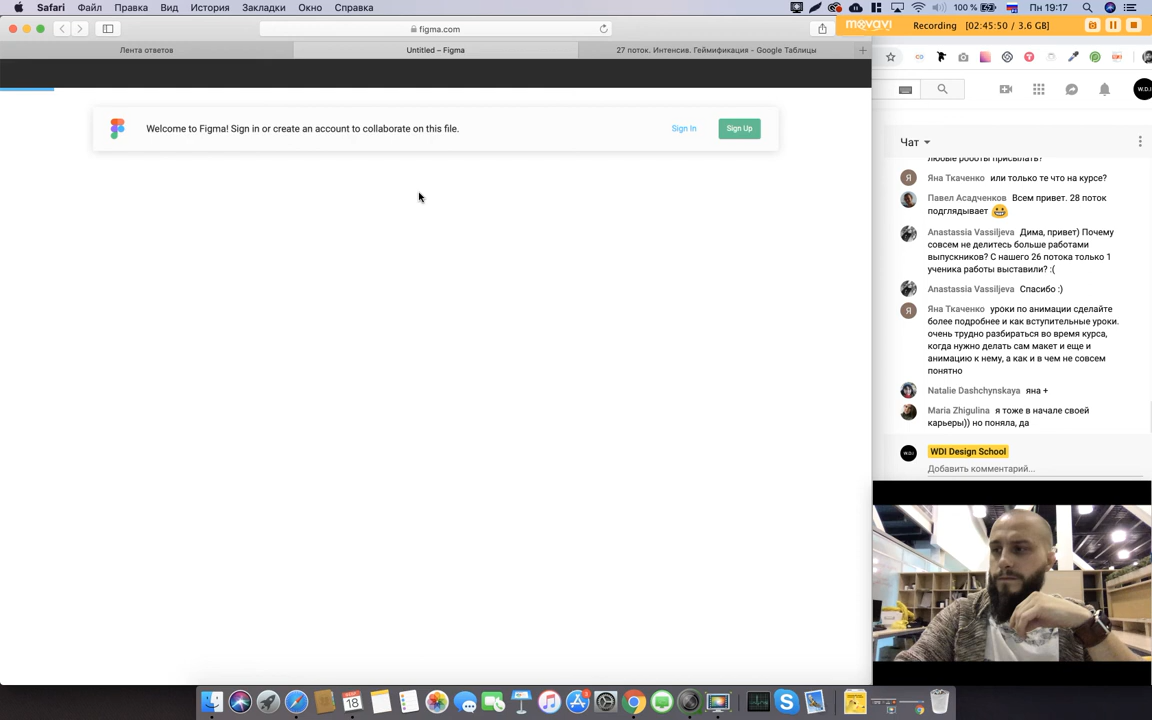 Safari Файл Правка Вид История Закладки Окно Справка
100 % Пн 19:17
figma.com
movavi Recording [02:45:50 / 3.6 GB]
Лента ответов Untitled – Figma 27 поток. Интенсив. Геймификация - Google Таблицы
Welcome to Figma! Sign in or create an account to collaborate on this file. Sign In Sign Up
W.D.I
Чат
любые роботы присылать?
Яна Ткаченко или только те что на курсе?
Павел Асадченков Всем привет. 28 поток
подглядывает
Anastassia Vassiljeva Дима, привет) Почему
совсем не делитесь больше работами
выпускников? С нашего 26 потока только 1
ученика работы выставили? :(
Anastassia Vassiljeva Спасибо :)
Яна Ткаченко уроки по анимации сделайте
более подробнее и как вступительные уроки.
очень трудно разбираться во время курса,
когда нужно делать сам макет и еще и
анимацию к нему, а как и в чем не совсем
понятно
Natalie Dashchynskaya яна +
Maria Zhigulina я тоже в начале своей
карьеры)) но поняла, да
WDI Design School
Добавить комментарий...
18